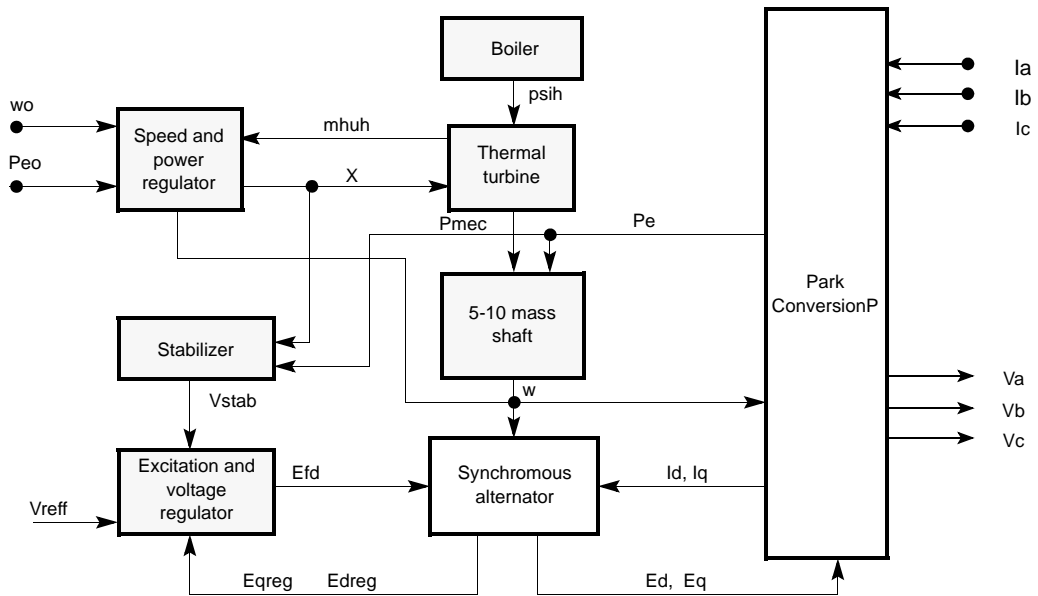 Boiler
psih
Ia
Ib
Ic
wo
Peo
Speed and
power
regulator
mhuh
X
Thermal
turbine
Pmec
Pe
Park
ConversionP
5-10 mass
shaft
Stabilizer
Vstab
w
Va
Vb
Vc
Excitation and
voltage
regulator
Efd
Synchromous
alternator
Id, Iq
Vreff
Eqreg Edreg
Ed, Eq